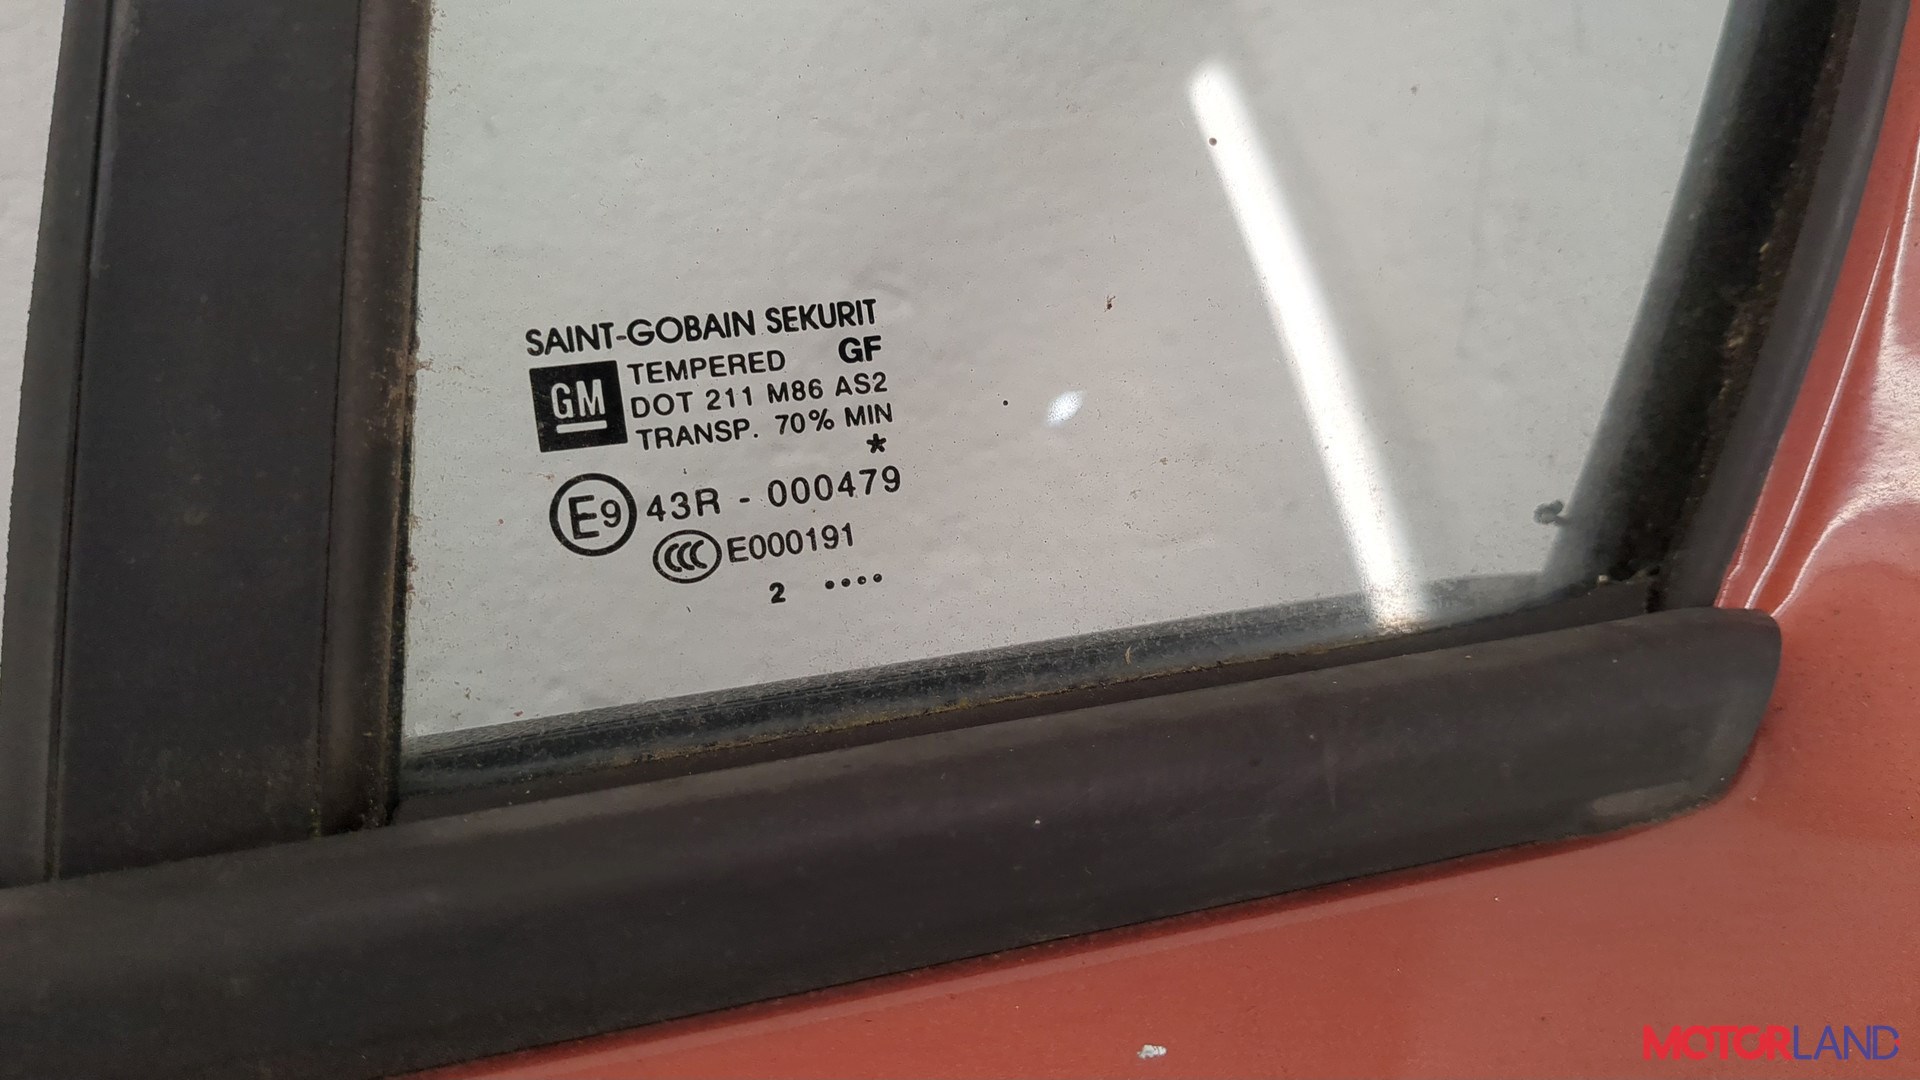 SAINT-GOBAIN SEKURIT
GM TEMPERED GF
DOT 211 M86 AS2
TRANSP. 70% MIN
*
E9 43R - 000479
CCC E000191
2 ••••
MOTORLAND